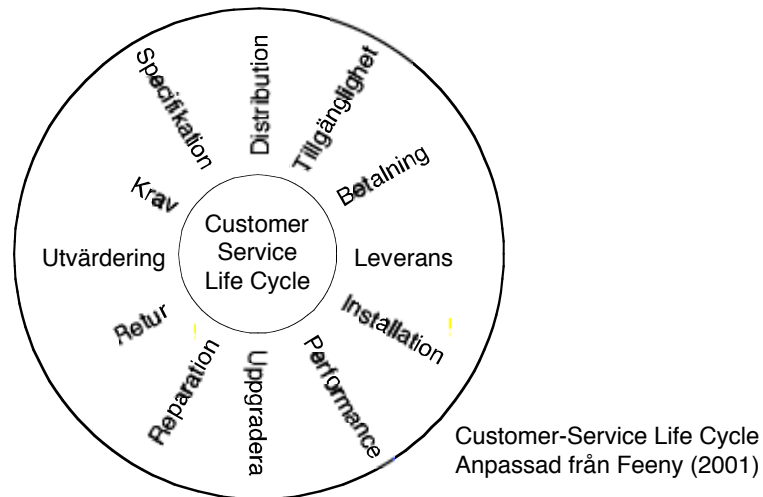 Customer
Service
Life Cycle
Krav
Specifikation
Distribution
Tillgänglighet
Betalning
Leverans
Installation
Performance
Uppgradera
Reparation
Retur
Utvärdering
Customer-Service Life Cycle
Anpassad från Feeny (2001)